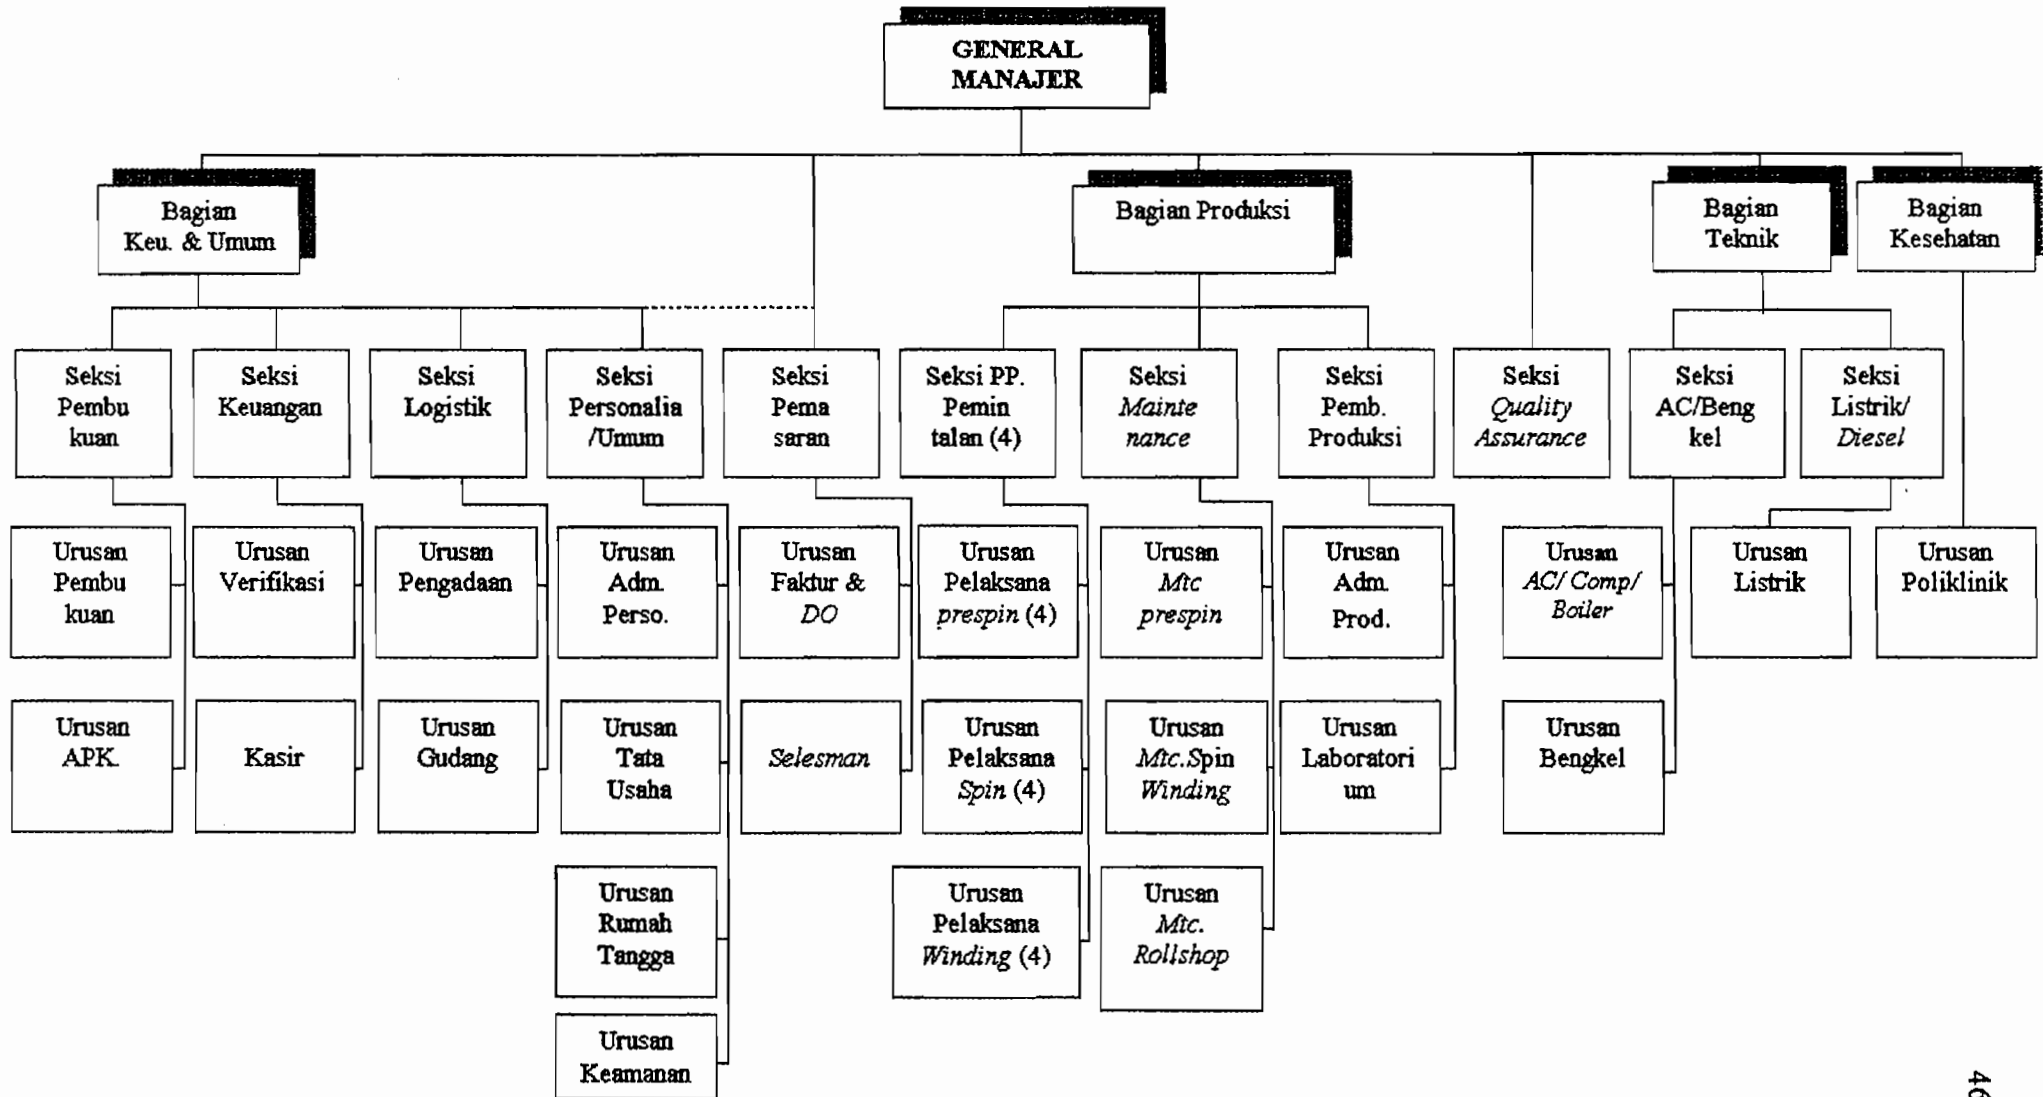 GENERAL
MANAJER
Bagian
Keu. & Umum
Bagian Produksi
Bagian
Teknik
Bagian
Kesehatan
Seksi
Pembu
kuan
Seksi
Keuangan
Seksi
Logistik
Seksi
Personalia
/Umum
Seksi
Pema
saran
Seksi PP.
Pemin
talan (4)
Seksi
Mainte
nance
Seksi
Pemb.
Produksi
Seksi
Quality
Assurance
Seksi
AC/Beng
kel
Seksi
Listrik/
Diesel
Urusan
Pembu
kuan
Urusan
Verifikasi
Urusan
Pengadaan
Urusan
Adm.
Perso.
Urusan
Faktur &
DO
Urusan
Pelaksana
prespin (4)
Urusan
Mtc
prespin
Urusan
Adm.
Prod.
Urusan
AC/ Comp/
Boiler
Urusan
Listrik
Urusan
Poliklinik
Urusan
APK.
Kasir
Urusan
Gudang
Urusan
Tata
Usaha
Selesman
Urusan
Pelaksana
Spin (4)
Urusan
Mtc.Spin
Winding
Urusan
Laboratori
um
Urusan
Bengkel
Urusan
Rumah
Tangga
Urusan
Pelaksana
Winding (4)
Urusan
Mtc.
Rollshop
Urusan
Keamanan
46